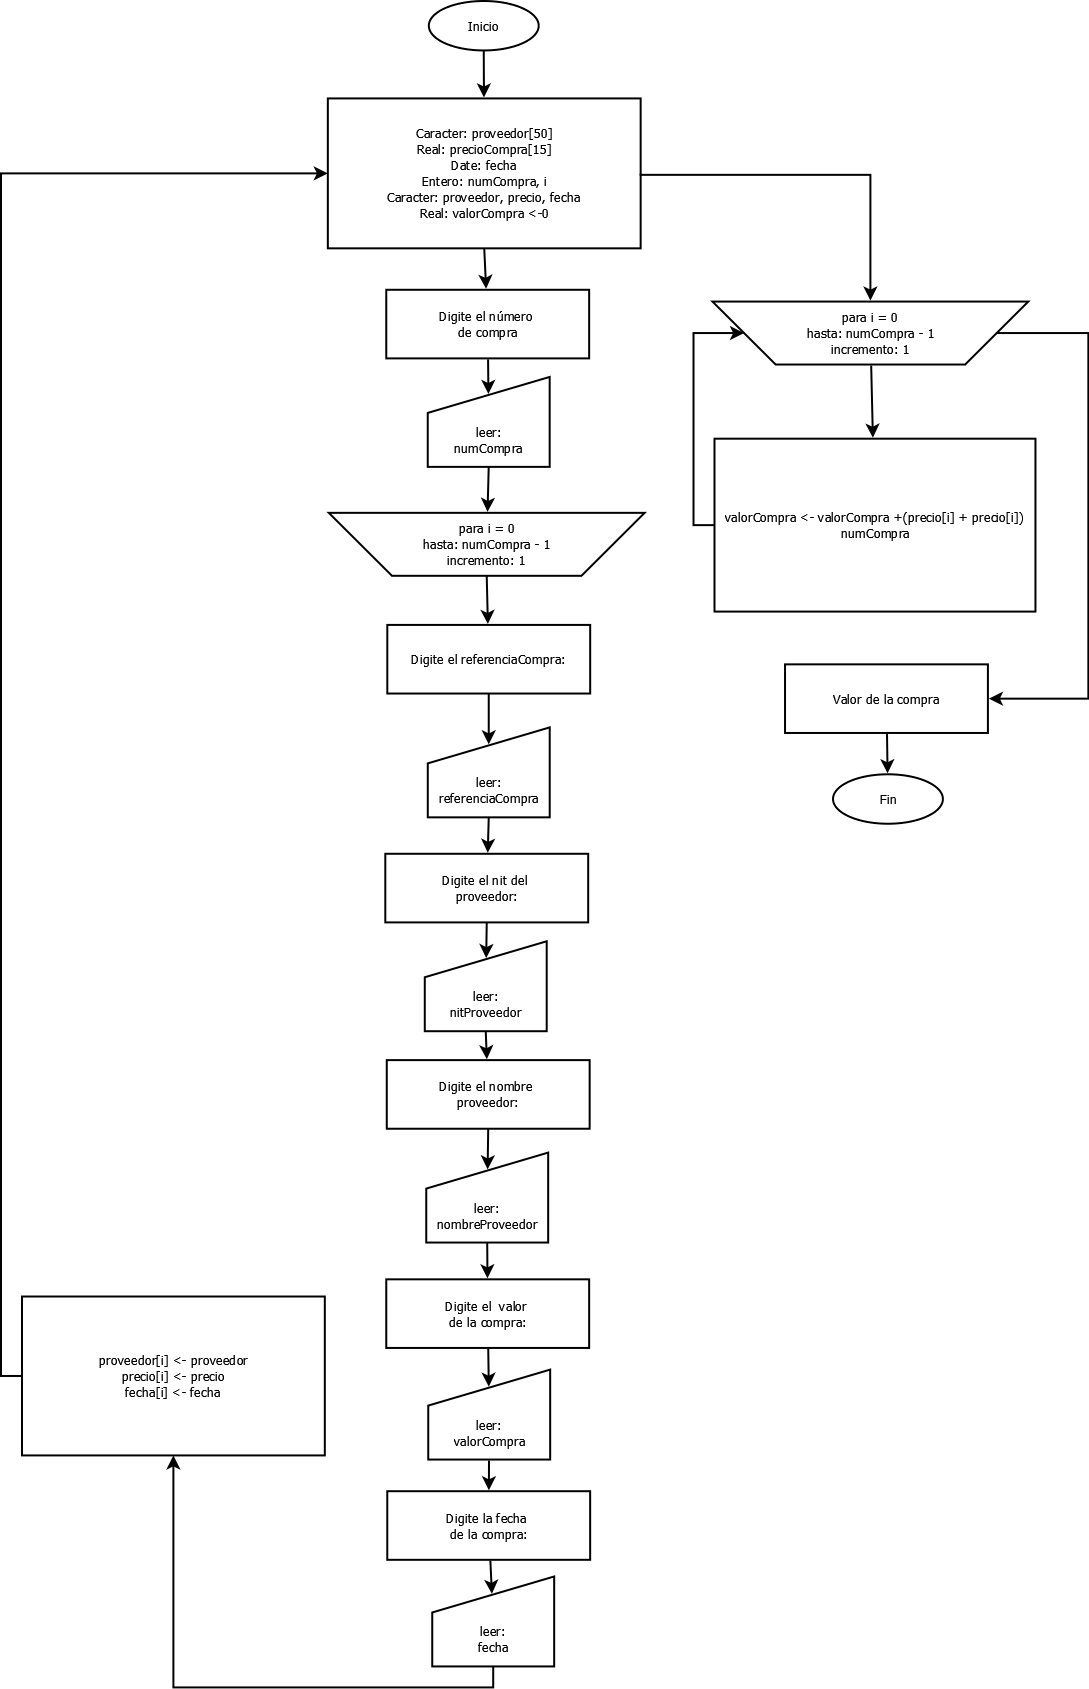 Inicio
Caracter: proveedor[50]
Real: precioCompra[15]
Date: fecha
Entero: numCompra, i
Caracter: proveedor, precio, fecha
Real: valorCompra <-0
Digite el número
de compra
leer:
numCompra
para i = 0
hasta: numCompra - 1
incremento: 1
Digite el referenciaCompra:
leer:
referenciaCompra
Digite el nit del
proveedor:
leer:
nitProveedor
Digite el nombre
proveedor:
leer:
nombreProveedor
Digite el valor
de la compra:
leer:
valorCompra
Digite la fecha
de la compra:
leer:
fecha
proveedor[i] <- proveedor
precio[i] <- precio
fecha[i] <- fecha
para i = 0
hasta: numCompra - 1
incremento: 1
valorCompra <- valorCompra +(precio[i] + precio[i])
numCompra
Valor de la compra
Fin